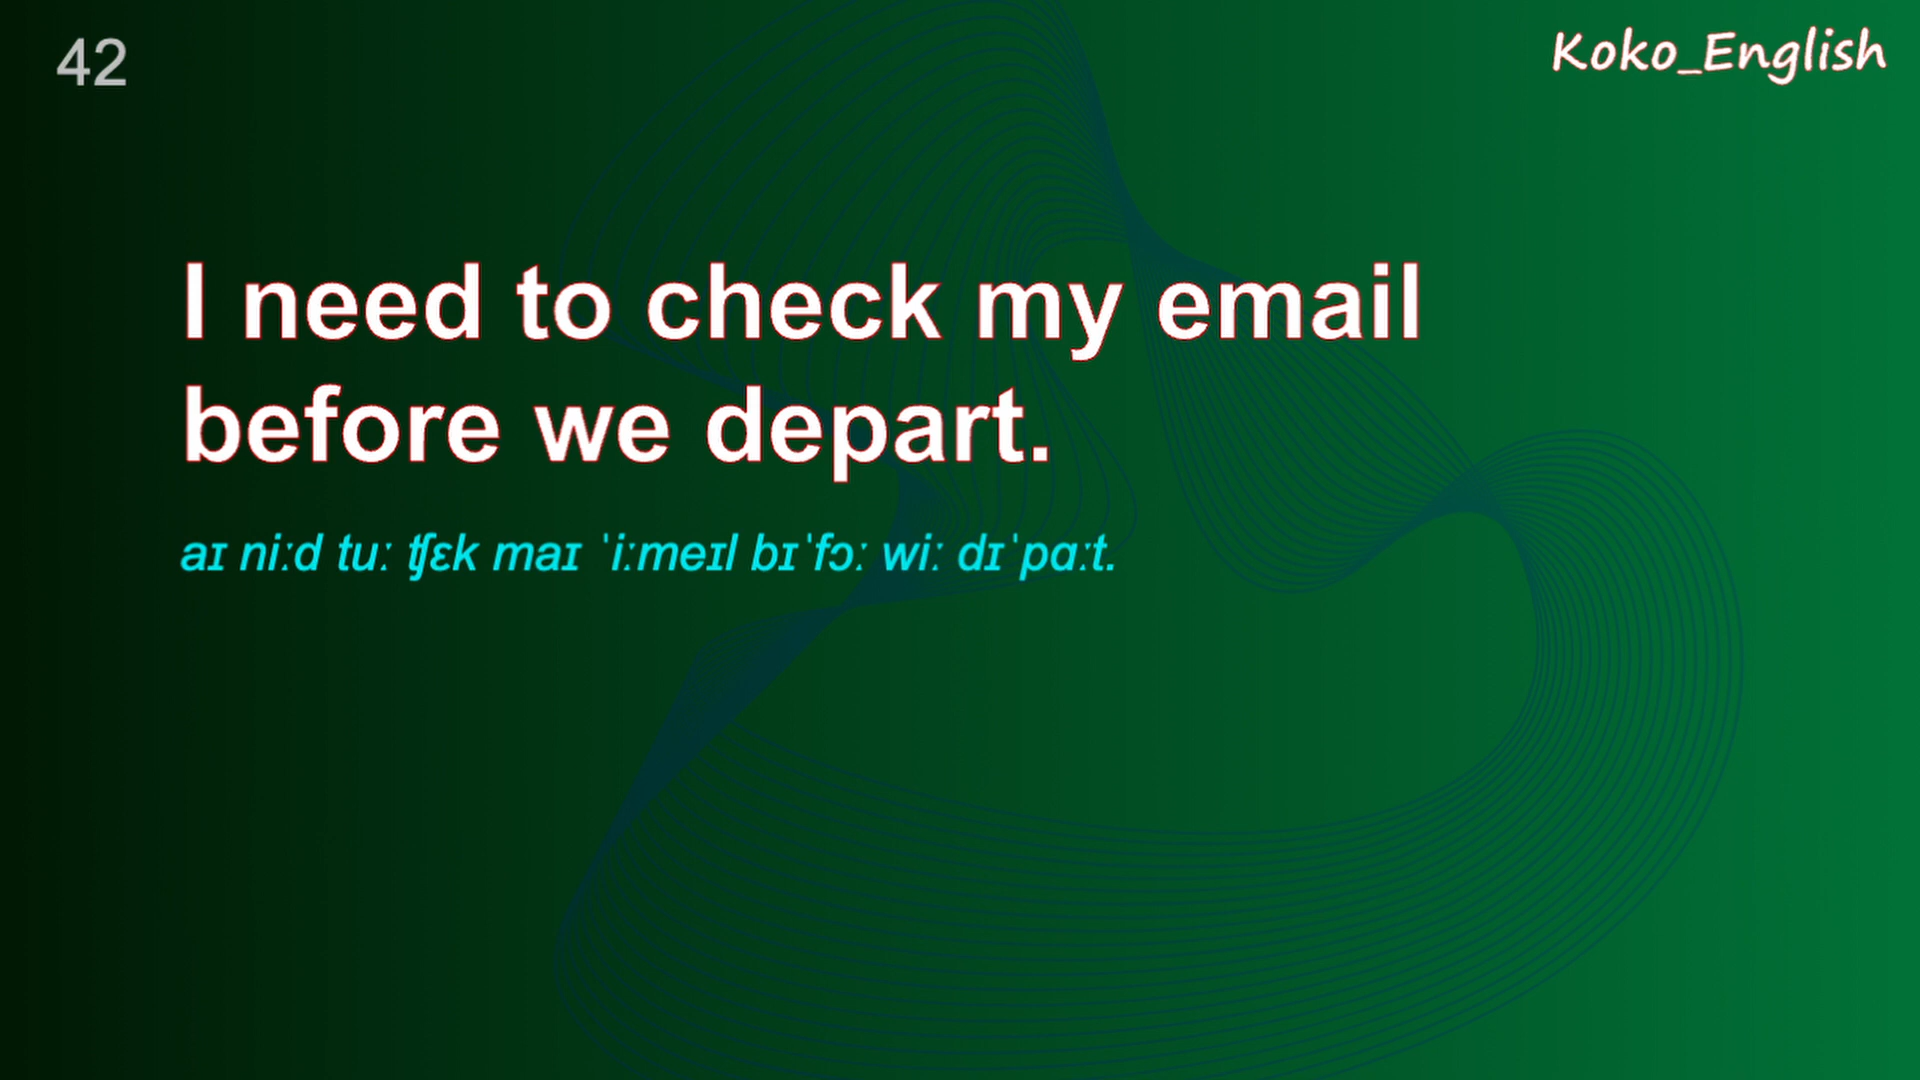 42
Koko_English
I need to check my email
before we depart.
aɪ niːd tuː ʧɛk maɪ ˈiːmeɪl bɪˈfɔː wiː dɪˈpɑːt.